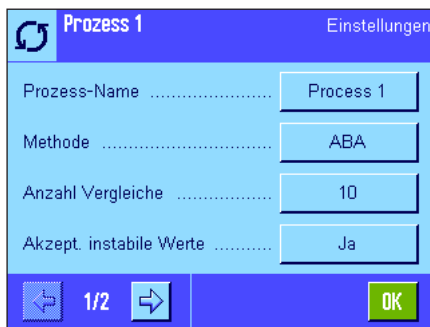 Prozess 1 Einstellungen
Prozess-Name ...................... Process 1
Methode ............................... ABA
Anzahl Vergleiche ................. 10
Akzept. instabile Werte .......... Ja
1/2 OK